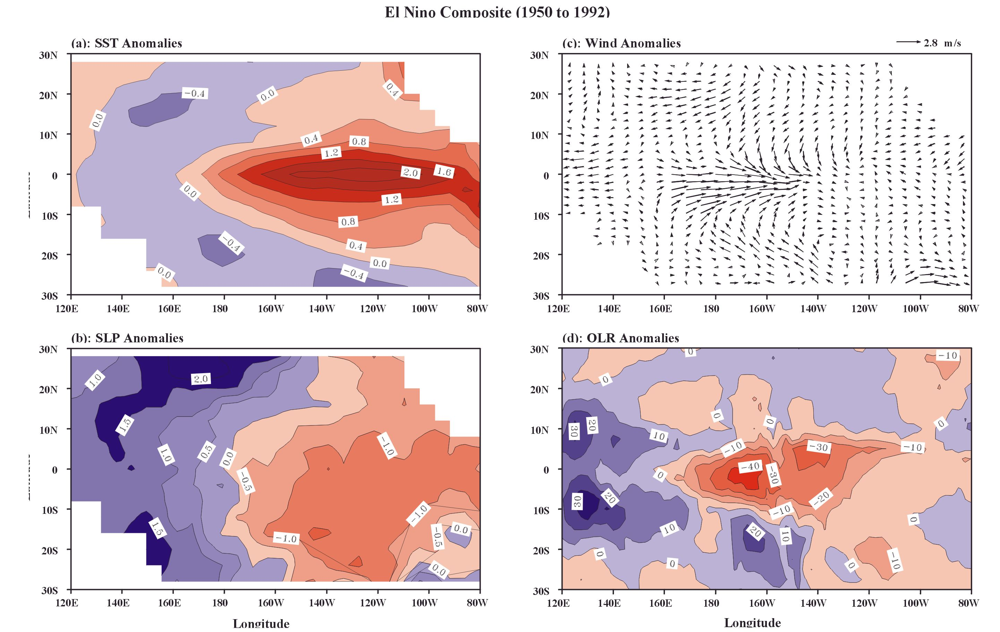 El Nino Composite (1950 to 1992)
(a): SST Anomalies
30N
20N
10N
0
10S
20S
30S
120E 140E 160E 180 160W 140W 120W 100W 80W
−0.4
0.0
0.4
0.0
0.4
0.8
1.2
2.0
1.6
0.0
1.2
0.8
−0.4
0.4
0.0
0.0
−0.4
(c): Wind Anomalies
2.8 m/s
30N
20N
10N
0
10S
20S
30S
120E 140E 160E 180 160W 140W 120W 100W 80W
(b): SLP Anomalies
30N
20N
10N
0
10S
20S
30S
1.0
2.0
1.5
1.0
0.5
0.0
−1.0
−0.5
−1.0
1.5
−1.0
−0.5
0.0
0.0
120E 140E 160E 180 160W 140W 120W 100W 80W
Longitude
(d): OLR Anomalies
30N
20N
10N
0
10S
20S
30S
0
−10
0
0
0
30
20
10
0
−10
−30
−10
−40
0
−30
30
20
−20
−10
0
10
20
10
0
0
0
−10
120E 140E 160E 180 160W 140W 120W 100W 80W
Longitude